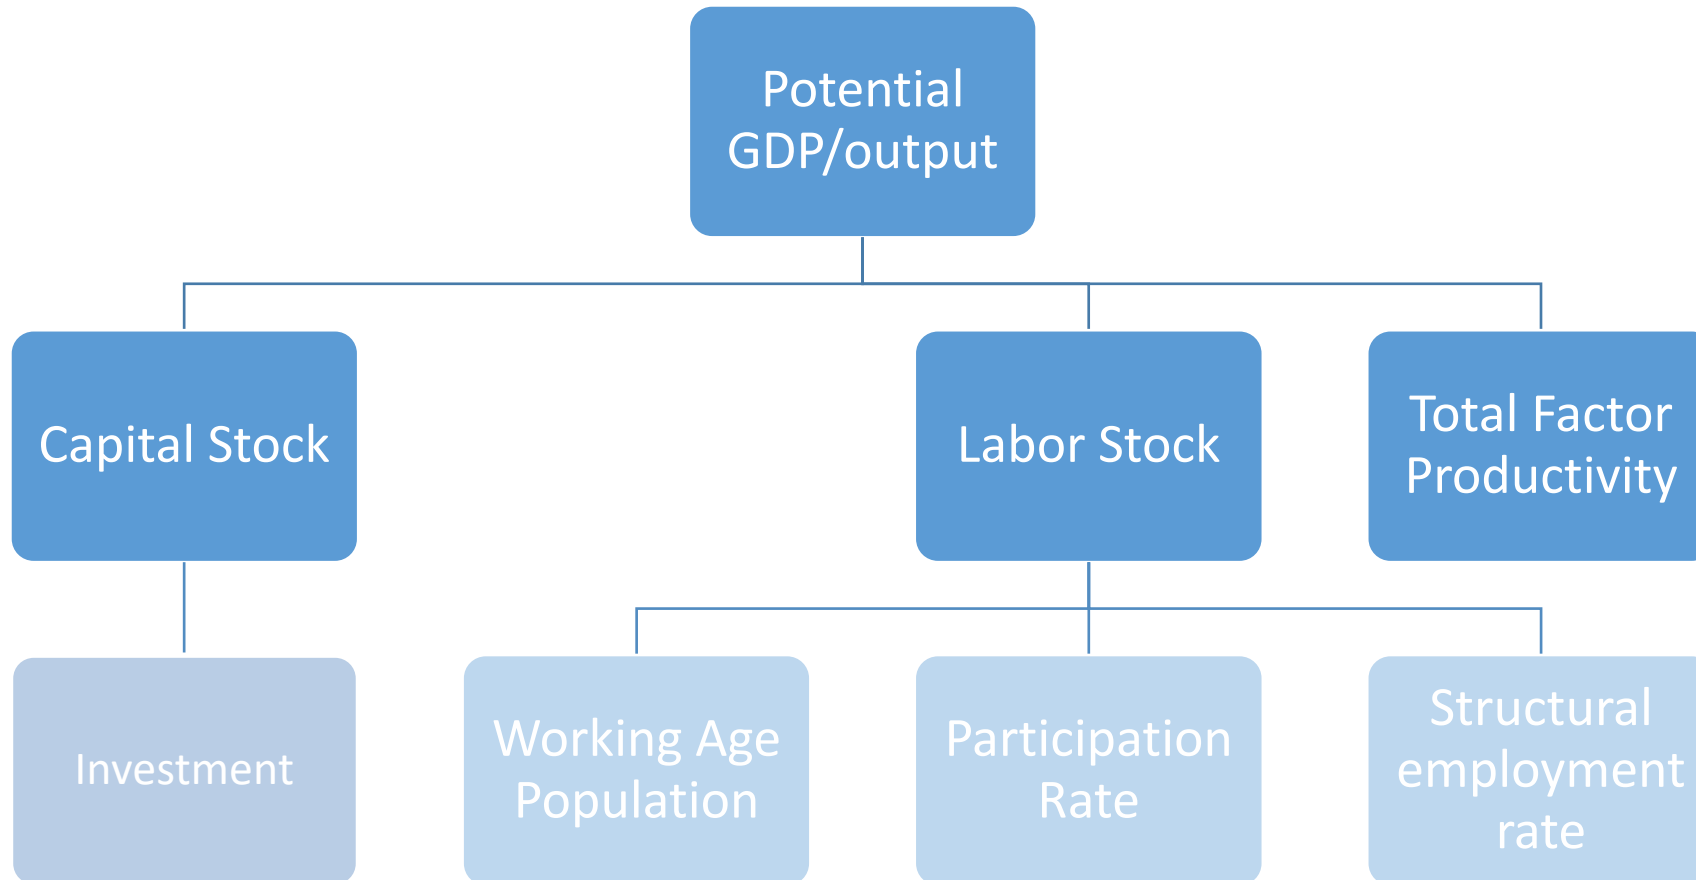 Potential
GDP/output
Capital Stock
Labor Stock
Total Factor
Productivity
Investment
Working Age
Population
Participation
Rate
Structural
employment
rate